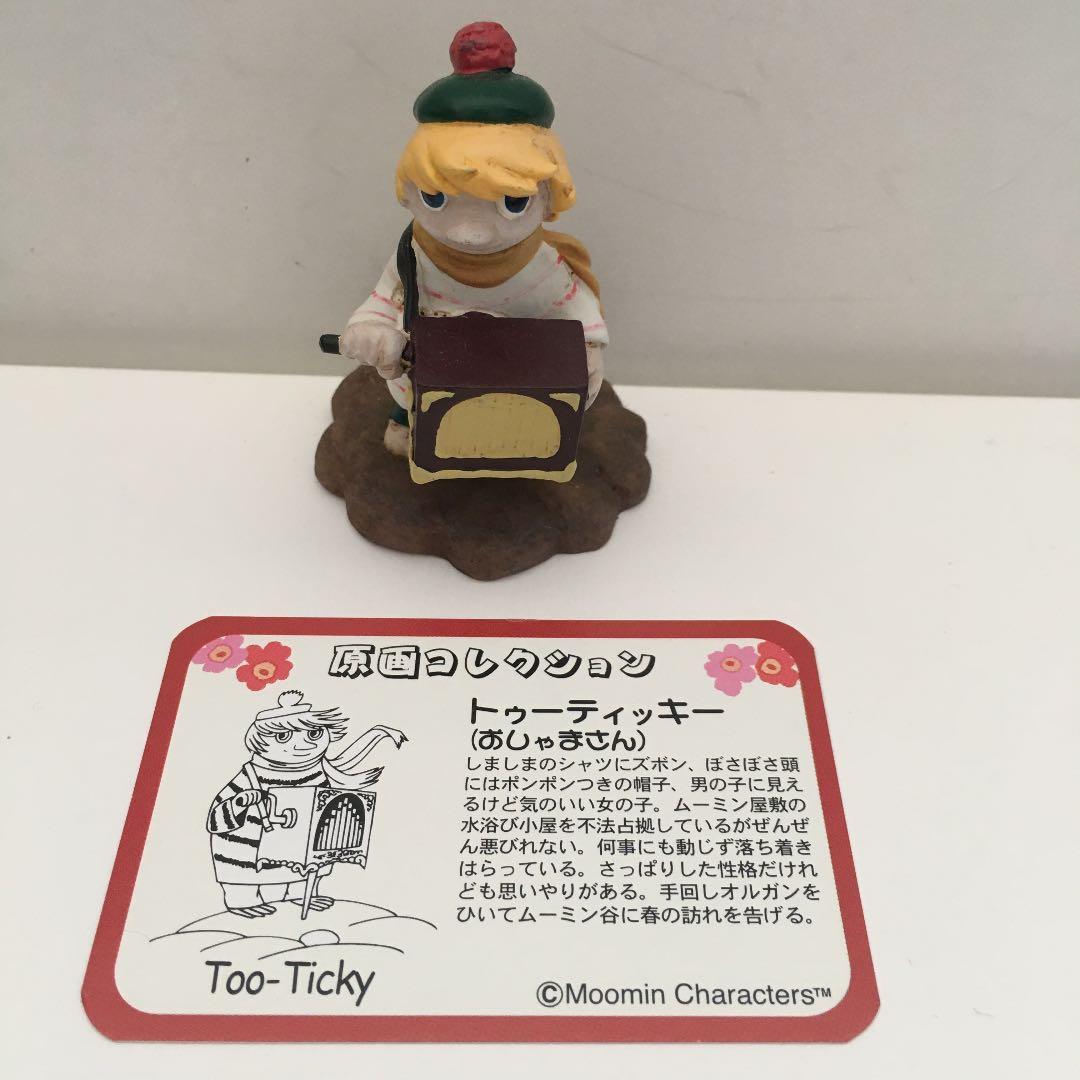 原画コレクション
トゥーティッキー
(おしゃまさん)
しましまのシャツにズボン、ぼさぼさ頭
にはポンポンつきの帽子、男の子に見え
るけど気のいい女の子。ムーミン屋敷の
水浴び小屋を不法占拠しているがぜんぜ
ん悪びれない。何事にも動じず落ち着き
はらっている。さっぱりした性格だけれ
ども思いやりがある。手回しオルガンを
ひいてムーミン谷に春の訪れを告げる。
Too-Ticky
©Moomin Characters™